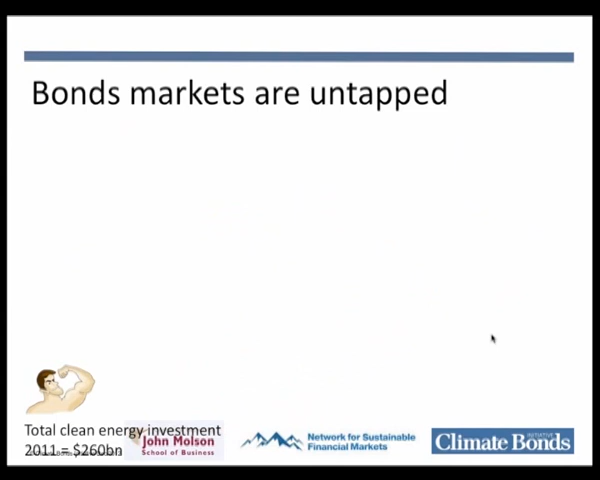 Bonds markets are untapped
Total clean energy investment
2011 = $260bn
John Molson
School of Business
Network for Sustainable
Financial Markets
INITIATIVE
Climate Bonds